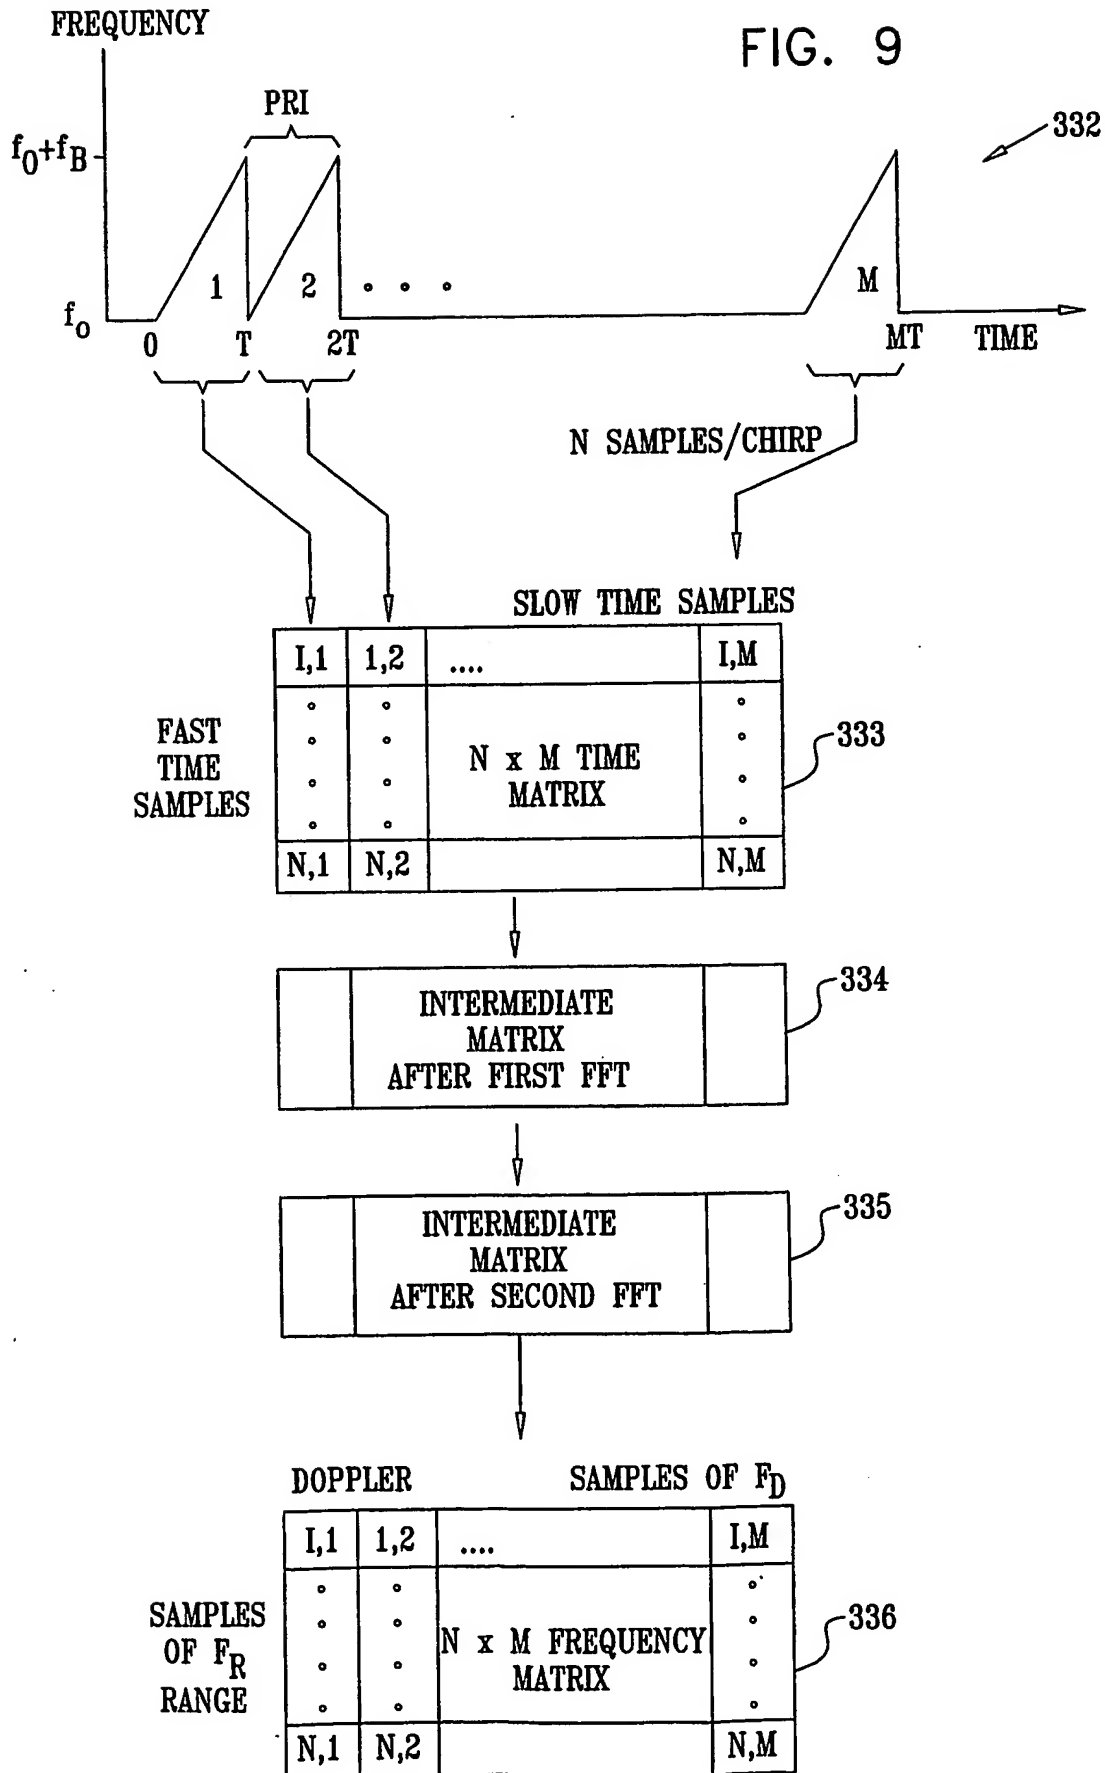 FREQUENCY
FIG. 9
PRI
332
f0+fB
1
2
. . .
M
f0
0
T
2T
MT
TIME
N SAMPLES/CHIRP
SLOW TIME SAMPLES
I,1
1,2
....
I,M
FAST
TIME
SAMPLES
N x M TIME
MATRIX
333
N,1
N,2
N,M
INTERMEDIATE
MATRIX
AFTER FIRST FFT
334
INTERMEDIATE
MATRIX
AFTER SECOND FFT
335
DOPPLER
SAMPLES OF FD
I,1
1,2
....
I,M
SAMPLES
OF FR
RANGE
N x M FREQUENCY
MATRIX
336
N,1
N,2
N,M